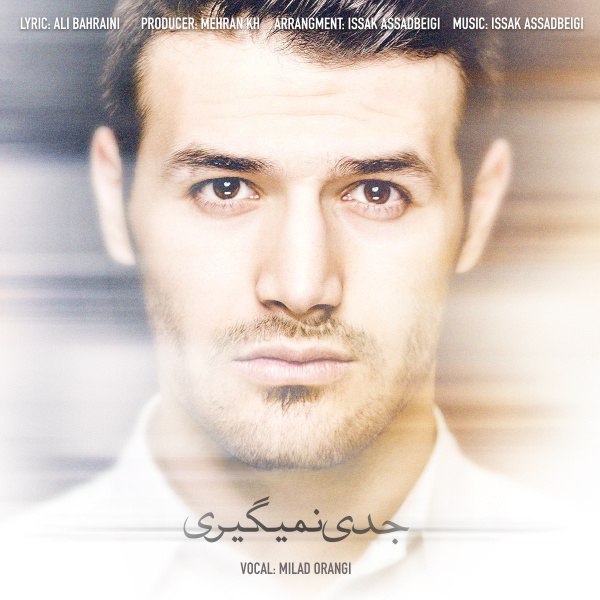 LYRIC: ALI BAHRAINI PRODUCER: MEHRAN KH ARRANGMENT: ISSAK ASSADBEIGI MUSIC: ISSAK ASSADBEIGI
جدی نمیگیری
VOCAL: MILAD ORANGI